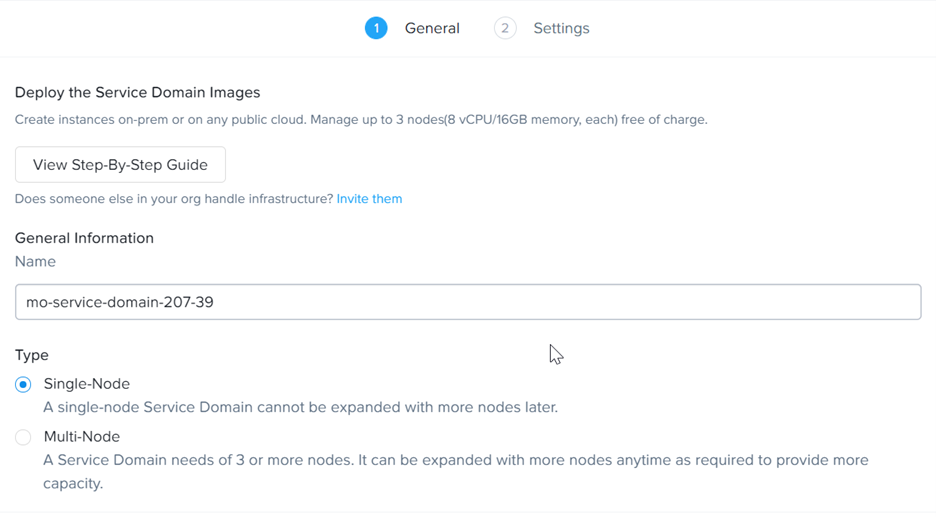 1 General 2 Settings
Deploy the Service Domain Images
Create instances on-prem or on any public cloud. Manage up to 3 nodes(8 vCPU/16GB memory, each) free of charge.
View Step-By-Step Guide
Does someone else in your org handle infrastructure? Invite them
General Information
Name
mo-service-domain-207-39
Type
Single-Node
A single-node Service Domain cannot be expanded with more nodes later.
Multi-Node
A Service Domain needs of 3 or more nodes. It can be expanded with more nodes anytime as required to provide more
capacity.